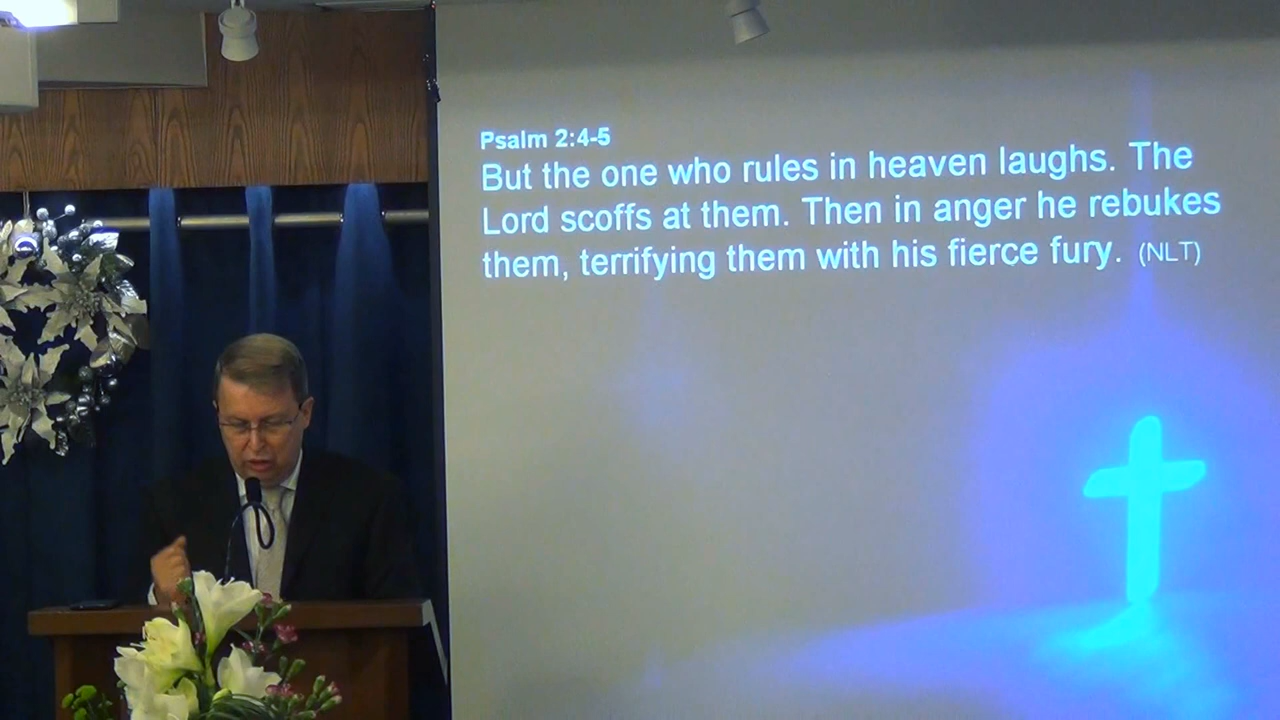 Psalm 2:4-5
But the one who rules in heaven laughs. The
Lord scoffs at them. Then in anger he rebukes
them, terrifying them with his fierce fury. (NLT)